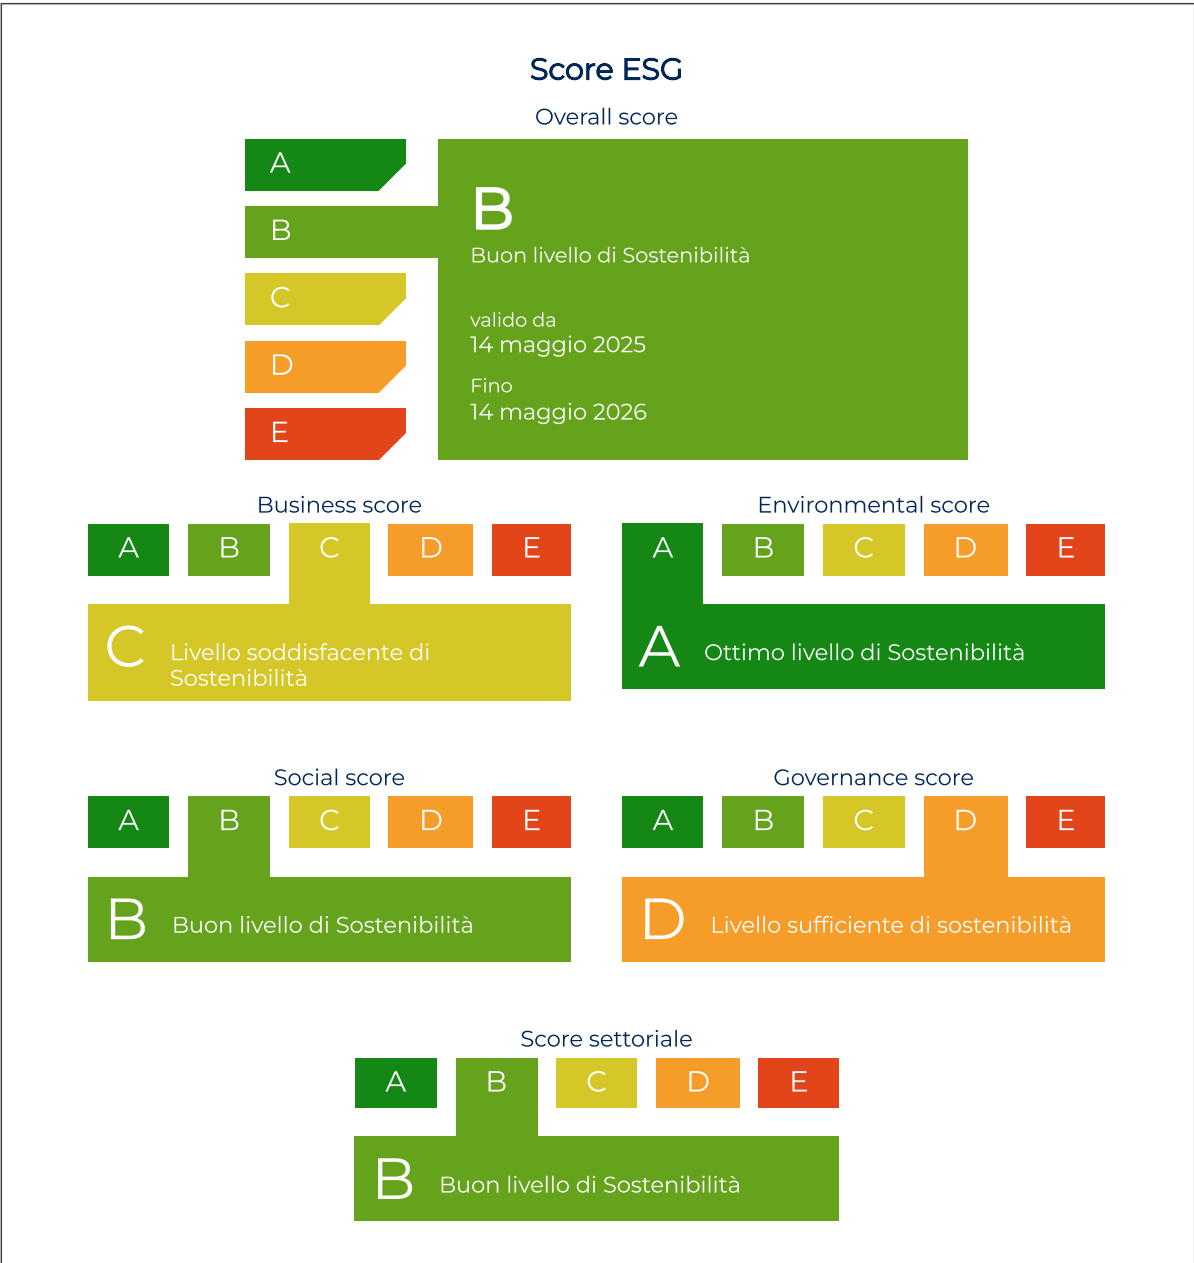 Score ESG
Overall score
A
B
C
D
E
B
Buon livello di Sostenibilità
valido da
14 maggio 2025
Fino
14 maggio 2026
Business score
A B C D E
C Livello soddisfacente di
Sostenibilità
Environmental score
A B C D E
A Ottimo livello di Sostenibilità
Social score
A B C D E
B Buon livello di Sostenibilità
Governance score
A B C D E
D Livello sufficiente di sostenibilità
Score settoriale
A B C D E
B Buon livello di Sostenibilità